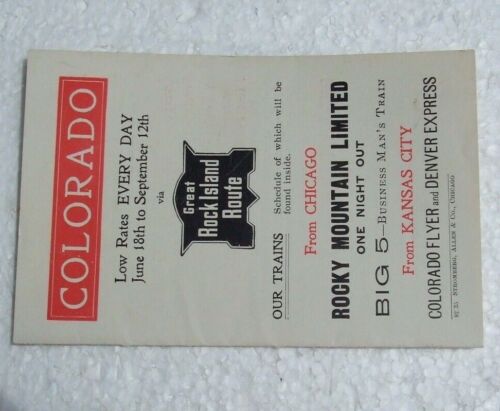 COLORADO
Low Rates EVERY DAY
June 18th to September 12th
via
Great
Rock Island
Route
OUR TRAINS Schedule of which will be
found inside.
From CHICAGO
ROCKY MOUNTAIN LIMITED
ONE NIGHT OUT
BIG 5—Business Man's Train
From KANSAS CITY
COLORADO FLYER and DENVER EXPRESS
Stromberg, Allen & Co., Chicago